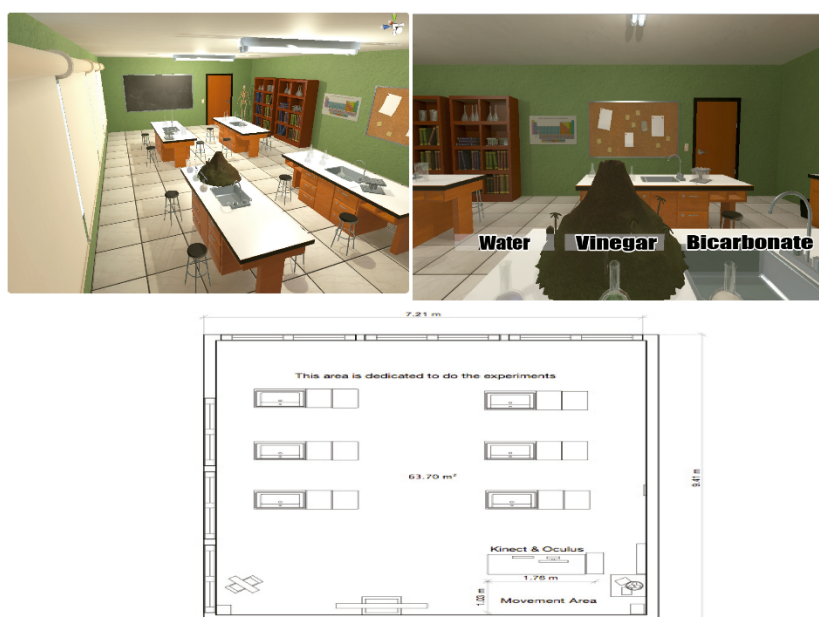 Water Vinegar Bicarbonate
7.21 m
This area is dedicated to do the experiments
63.70 m²
9.41 m
Kinect & Oculus
1.76 m
1.00 m
Movement Area